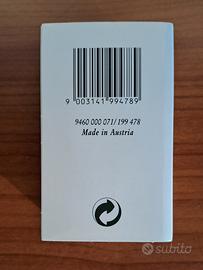 9 003141 994789
9460 000 071/199 478
Made in Austria
subito